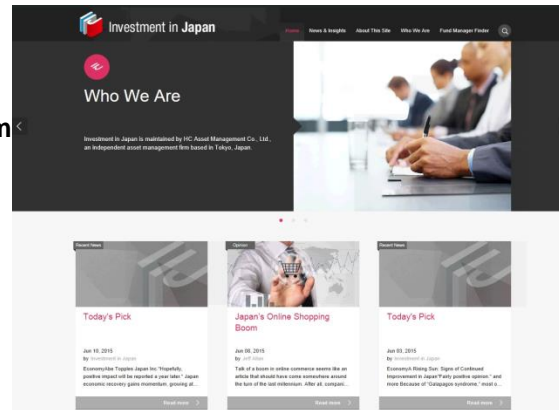 Investment in Japan
Home News & Insights About This Site Who We Are Fund Manager Finder
Who We Are
m
Investment in Japan is maintained by HC Asset Management Co., Ltd.,
an independent asset management firm based in Tokyo, Japan.
Recent News
Today's Pick
Jun 10, 2015
by Investment in Japan
EconomyAbe Topples Japan Inc."Hopefully,
positive impact will be reported a year later." Japan
economic recovery gains momentum, growing at...
Read more
Opinion
Japan's Online Shopping
Boom
Jun 08, 2015
by Jeff Allan
Talk of a boom in online commerce seems like an
article that should have come somewhere around
the turn of the last millennium. After all, compani...
Read more
Recent News
Today's Pick
Jun 03, 2015
by Investment in Japan
EconomyA Rising Sun: Signs of Continued
Improvement in Japan"Fairly positive opinion." and
more Because of "Galapagos syndrome," most o...
Read more